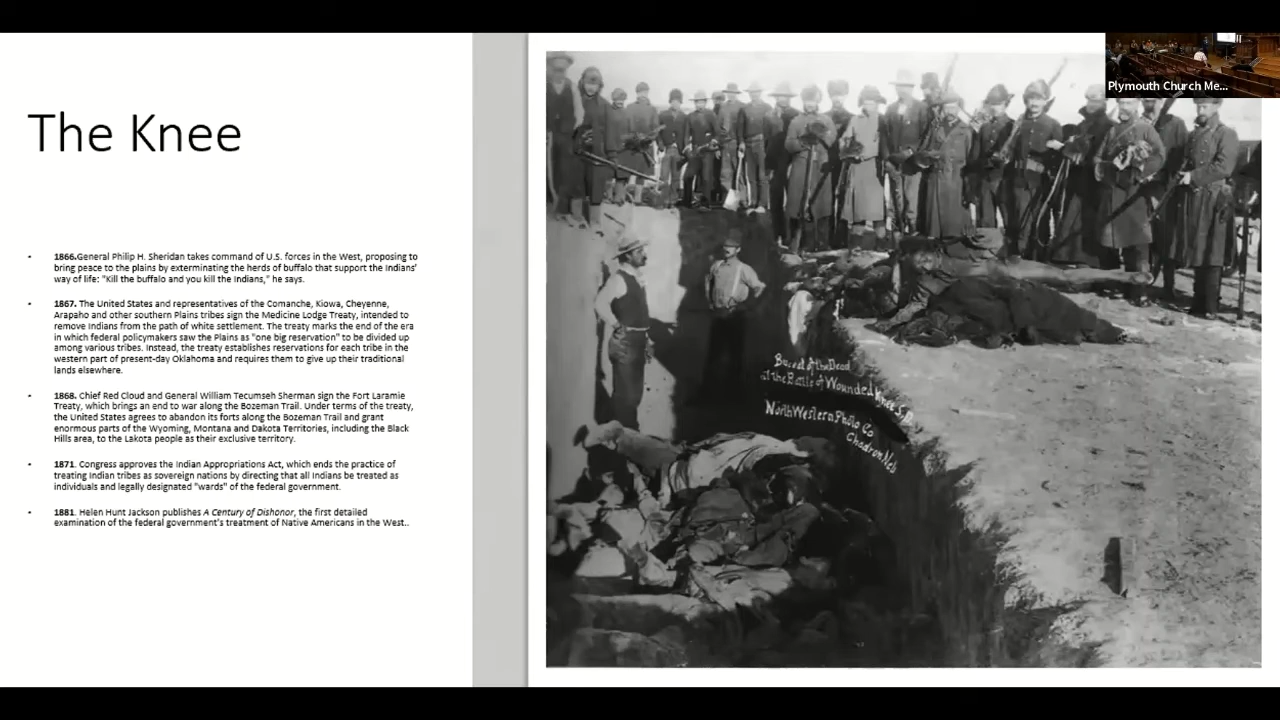 The Knee
1866.General Philip H. Sheridan takes command of U.S. forces in the West, proposing to
bring peace to the plains by exterminating the herds of buffalo that support the Indians'
way of life: "Kill the buffalo and you kill the Indians," he says.
1867. The United States and representatives of the Comanche, Kiowa, Cheyenne,
Arapaho and other southern Plains tribes sign the Medicine Lodge Treaty, intended to
remove Indians from the path of white settlement. The treaty marks the end of the era
in which federal policymakers saw the Plains as "one big reservation" to be divided up
among various tribes. Instead, the treaty establishes reservations for each tribe in the
western part of present-day Oklahoma and requires them to give up their traditional
lands elsewhere.
1868. Chief Red Cloud and General William Tecumseh Sherman sign the Fort Laramie
Treaty, which brings an end to war along the Bozeman Trail. Under terms of the treaty,
the United States agrees to abandon its forts along the Bozeman Trail and grant
enormous parts of the Wyoming, Montana and Dakota Territories, including the Black
Hills area, to the Lakota people as their exclusive territory.
1871. Congress approves the Indian Appropriations Act, which ends the practice of
treating Indian tribes as sovereign nations by directing that all Indians be treated as
individuals and legally designated "wards" of the federal government.
1881. Helen Hunt Jackson publishes A Century of Dishonor, the first detailed
examination of the federal government's treatment of Native Americans in the West..
Plymouth Church Me...
Burial of the Dead
at the Battle of Wounded Knee S.D.
NorthWestern Photo Co
Chadron Neb